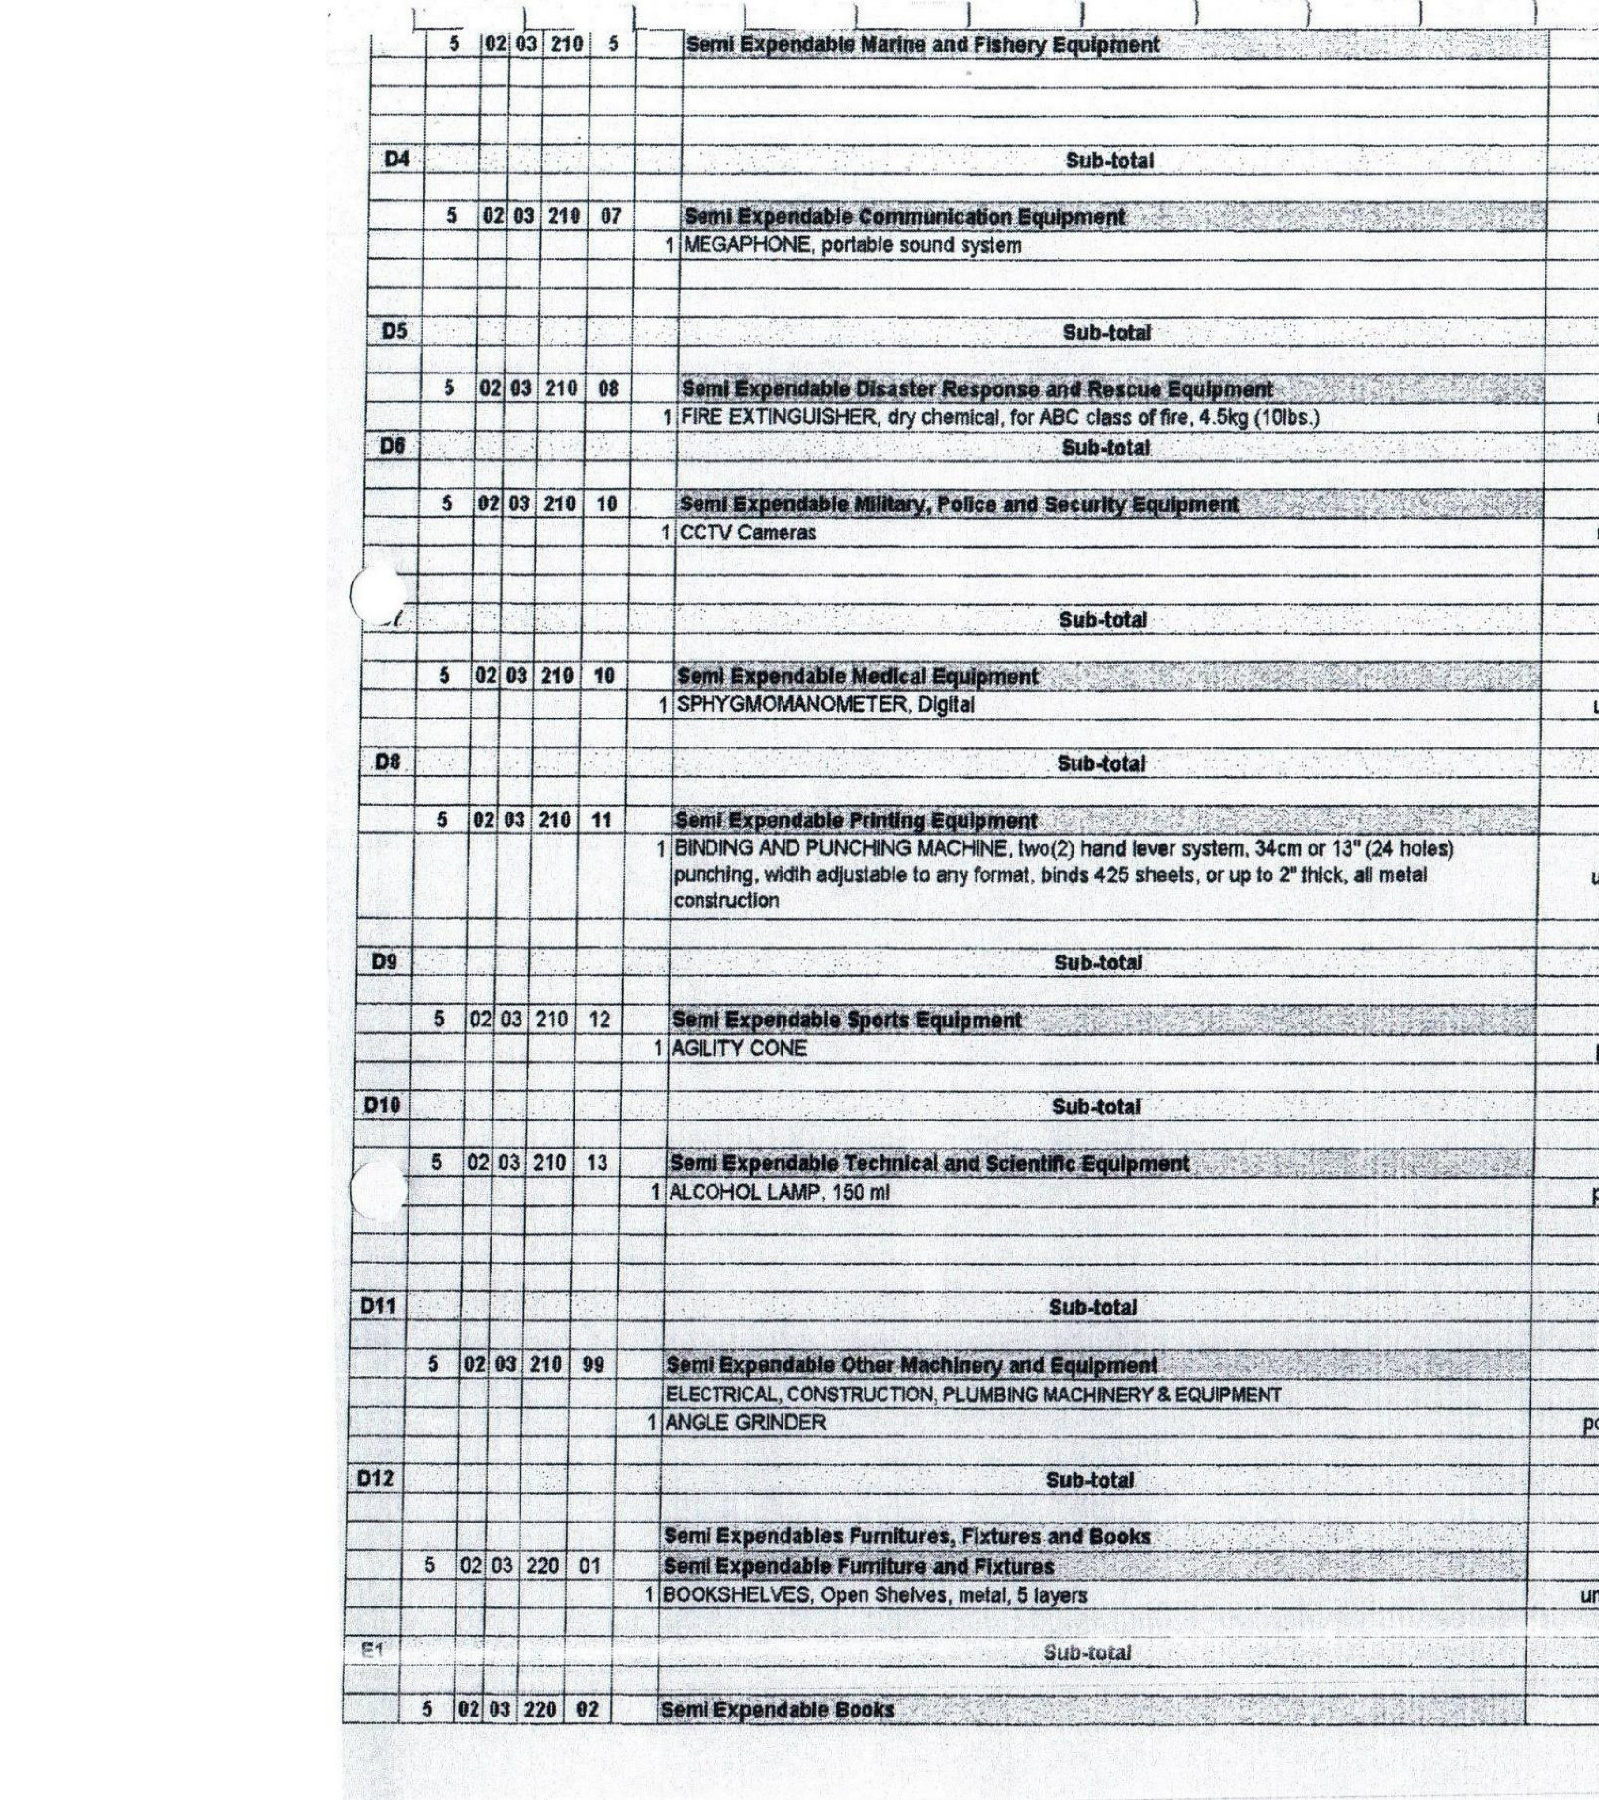 5 02 03 210 5 Semi Expendable Marine and Fishery Equipment
D4 Sub-total
5 02 03 210 07 Semi Expendable Communication Equipment
1 MEGAPHONE, portable sound system
D5 Sub-total
5 02 03 210 08 Semi Expendable Disaster Response and Rescue Equipment
1 FIRE EXTINGUISHER, dry chemical, for ABC class of fire, 4.5kg (10lbs.)
D6 Sub-total
5 02 03 210 10 Semi Expendable Military, Police and Security Equipment
1 CCTV Cameras
Sub-total
5 02 03 210 10 Semi Expendable Medical Equipment
1 SPHYGMOMANOMETER, Digital
D8 Sub-total
5 02 03 210 11 Semi Expendable Printing Equipment
1 BINDING AND PUNCHING MACHINE, two(2) hand lever system, 34cm or 13" (24 holes)
punching, width adjustable to any format, binds 425 sheets, or up to 2" thick, all metal
construction
D9 Sub-total
5 02 03 210 12 Semi Expendable Sports Equipment
1 AGILITY CONE
D10 Sub-total
5 02 03 210 13 Semi Expendable Technical and Scientific Equipment
1 ALCOHOL LAMP, 150 ml
D11 Sub-total
5 02 03 210 99 Semi Expendable Other Machinery and Equipment
ELECTRICAL, CONSTRUCTION, PLUMBING MACHINERY & EQUIPMENT
1 ANGLE GRINDER
D12 Sub-total
Semi Expendables Furnitures, Fixtures and Books
5 02 03 220 01 Semi Expendable Furniture and Fixtures
1 BOOKSHELVES, Open Shelves, metal, 5 layers
E1 Sub-total
5 02 03 220 02 Semi Expendable Books